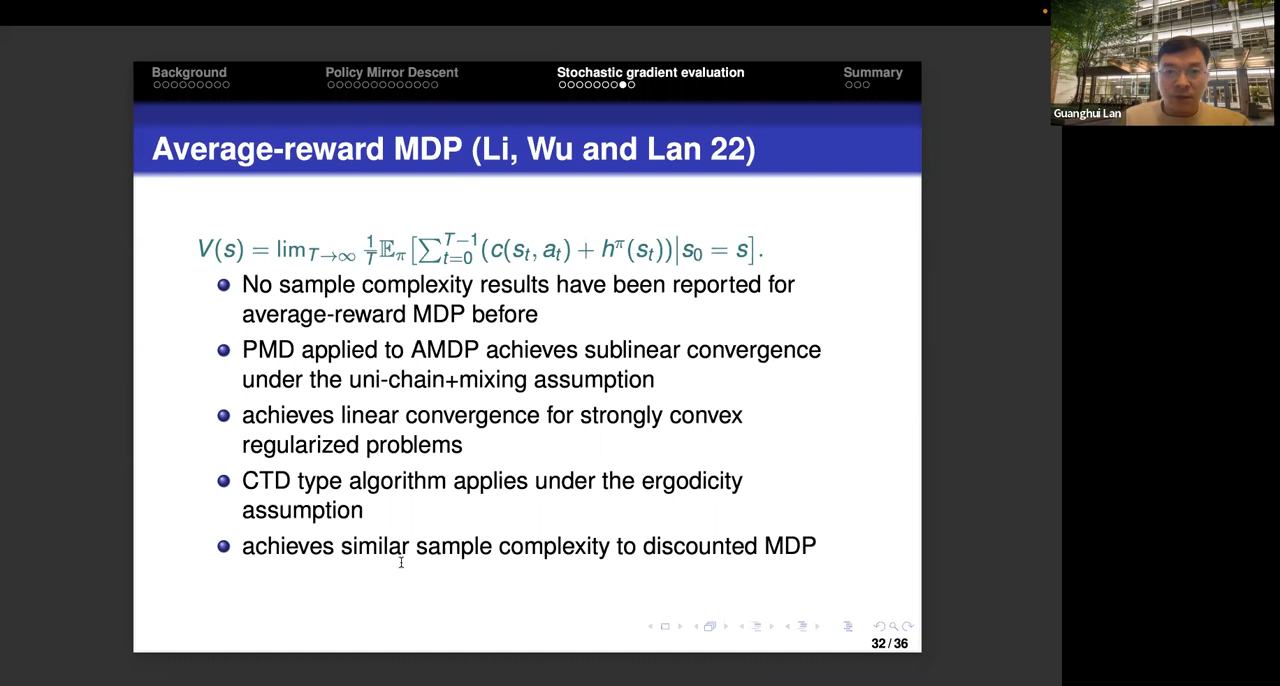 Background Policy Mirror Descent Stochastic gradient evaluation Summary
Average-reward MDP (Li, Wu and Lan 22)
V(s) = lim_{T→∞} \frac{1}{T} 𝔼_π [∑_{t=0}^{T−1} (c(s_t, a_t) + h^π(s_t))|s_0 = s].
No sample complexity results have been reported for
average-reward MDP before
PMD applied to AMDP achieves sublinear convergence
under the uni-chain+mixing assumption
achieves linear convergence for strongly convex
regularized problems
CTD type algorithm applies under the ergodicity
assumption
achieves similar sample complexity to discounted MDP
32 / 36
Guanghui Lan